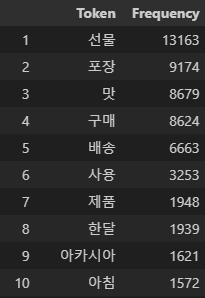 Token Frequency
1 선물 13163
2 포장 9174
3 맛 8679
4 구매 8624
5 배송 6663
6 사용 3253
7 제품 1948
8 한달 1939
9 아카시아 1621
10 아침 1572